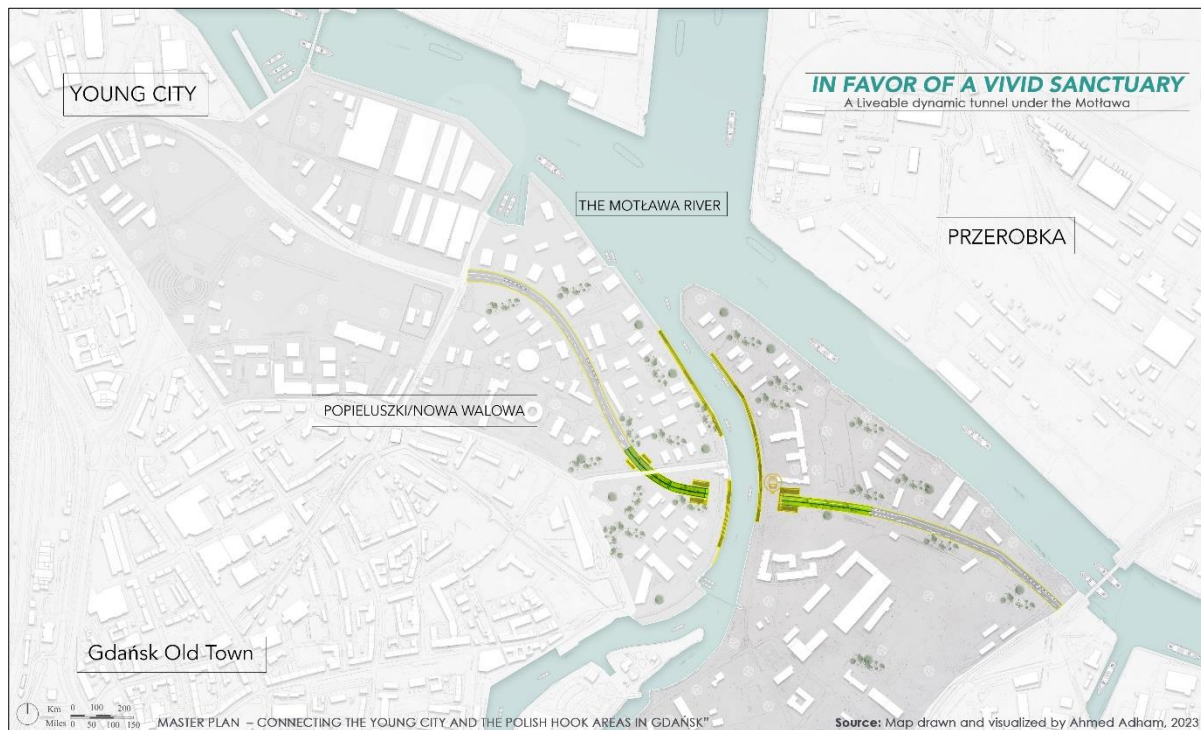 YOUNG CITY
IN FAVOR OF A VIVID SANCTUARY
A Liveable dynamic tunnel under the Motława
THE MOTŁAWA RIVER
PRZEROBKA
POPIELUSZKI/NOWA WALOWA
Gdańsk Old Town
Km 0 100 200
Miles 0 50 100 150
MASTER PLAN – CONNECTING THE YOUNG CITY AND THE POLISH HOOK AREAS IN GDAŃSK”
Source: Map drawn and visualized by Ahmed Adham, 2023